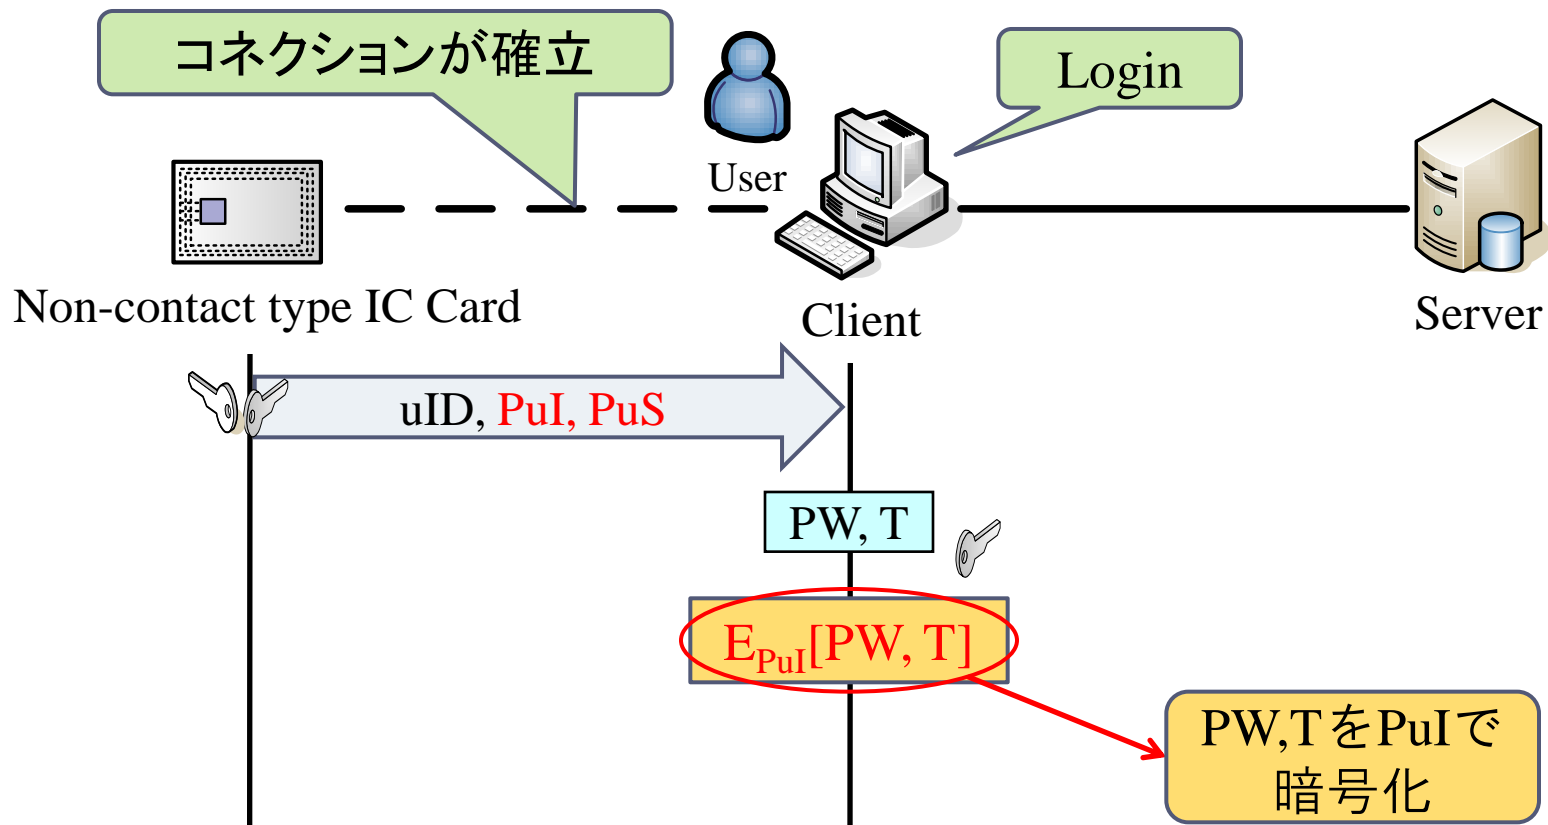 コネクションが確立
Login
User
Non-contact type IC Card
Client
Server
uID, PuI, PuS
PW, T
E_PuI[PW, T]
PW,TをPuIで
暗号化